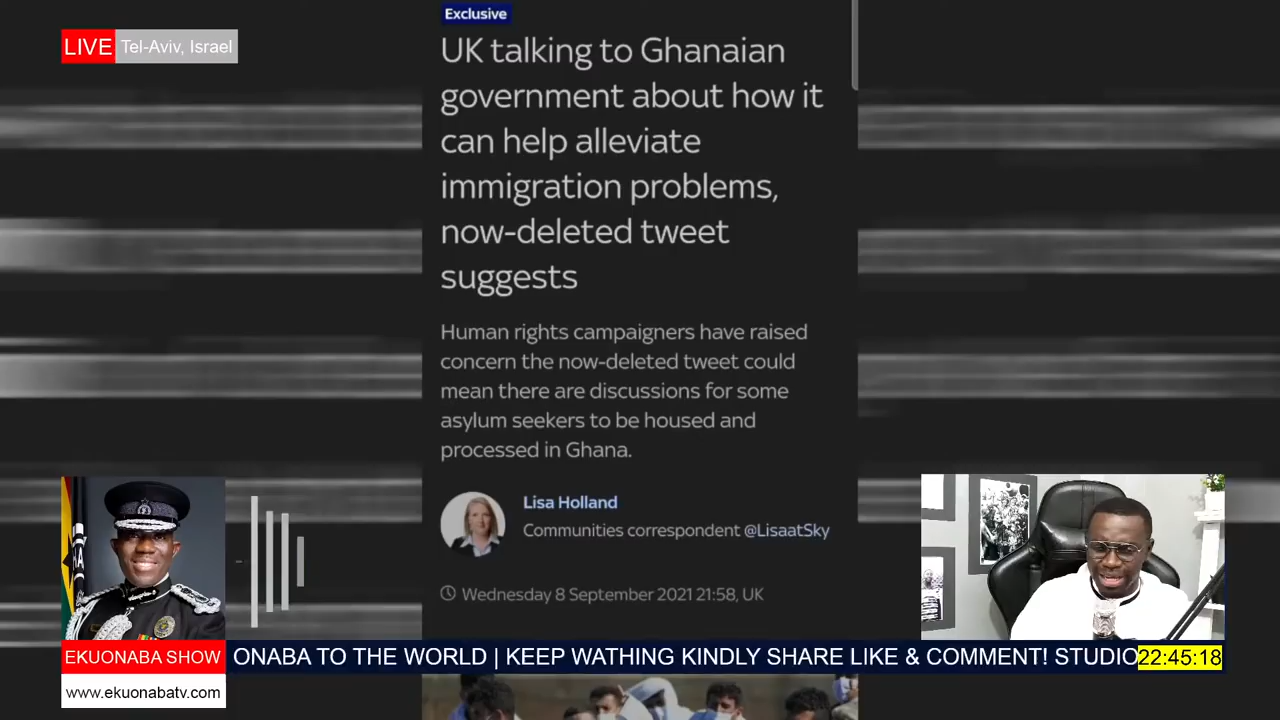 LIVE
Tel-Aviv, Israel
Exclusive
UK talking to Ghanaian
government about how it
can help alleviate
immigration problems,
now-deleted tweet
suggests
Human rights campaigners have raised
concern the now-deleted tweet could
mean there are discussions for some
asylum seekers to be housed and
processed in Ghana.
Lisa Holland
Communities correspondent @LisaatSky
Wednesday 8 September 2021 21:58, UK
EKUONABA SHOW
ONABA TO THE WORLD | KEEP WATHING KINDLY SHARE LIKE & COMMENT! STUDIO
22:45:18
www.ekuonabatv.com